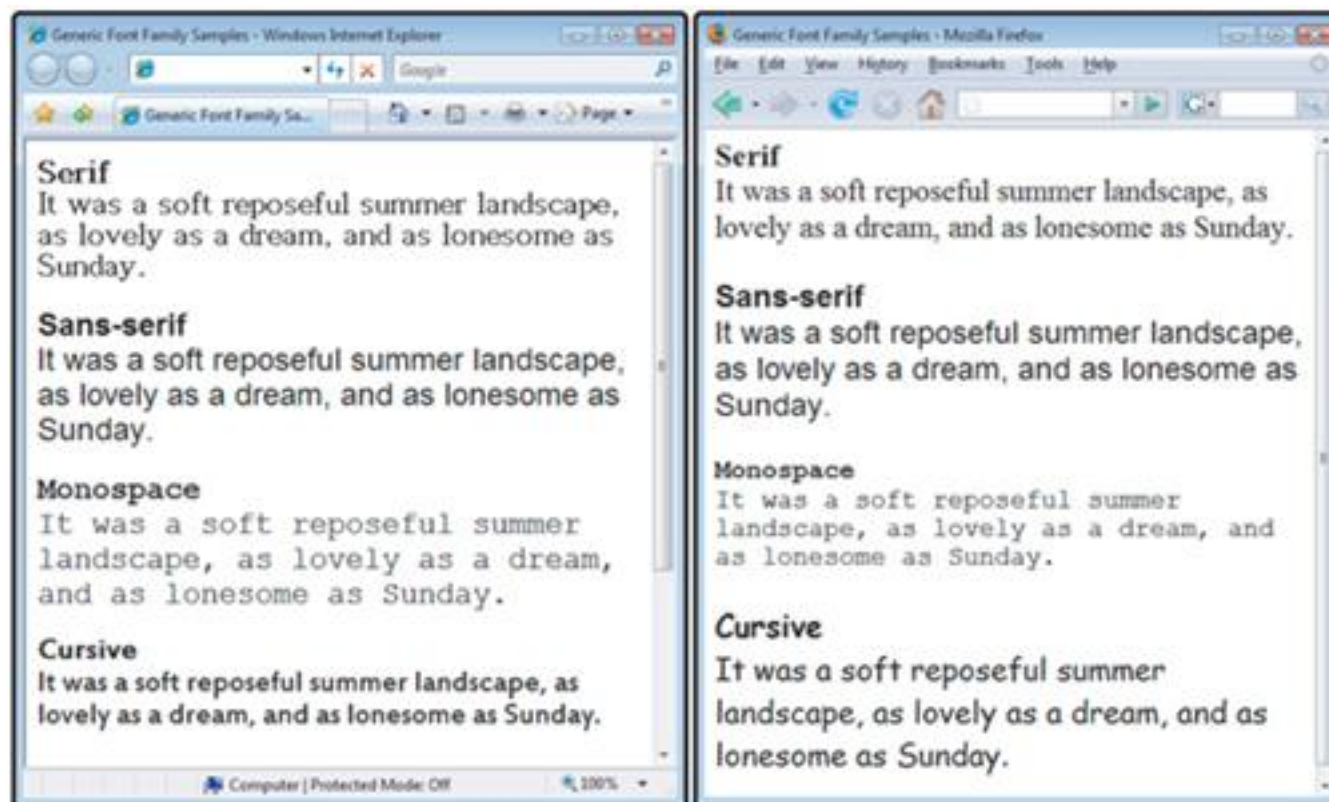 Generic Font Family Samples - Windows Internet Explorer
Google
Generic Font Family Sa...
Page
Serif
It was a soft reposeful summer landscape,
as lovely as a dream, and as lonesome as
Sunday.
Sans-serif
It was a soft reposeful summer landscape,
as lovely as a dream, and as lonesome as
Sunday.
Monospace
It was a soft reposeful summer
landscape, as lovely as a dream,
and as lonesome as Sunday.
Cursive
It was a soft reposeful summer landscape, as
lovely as a dream, and as lonesome as Sunday.
Computer | Protected Mode: Off
100%
Generic Font Family Samples - Mozilla Firefox
File Edit View History Bookmarks Tools Help
G
Serif
It was a soft reposeful summer landscape, as
lovely as a dream, and as lonesome as Sunday.
Sans-serif
It was a soft reposeful summer landscape,
as lovely as a dream, and as lonesome as
Sunday.
Monospace
It was a soft reposeful summer
landscape, as lovely as a dream, and
as lonesome as Sunday.
Cursive
It was a soft reposeful summer
landscape, as lovely as a dream, and as
lonesome as Sunday.